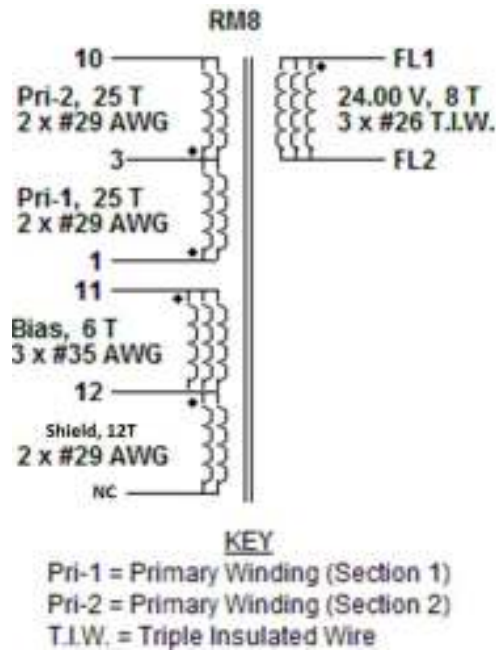 RM8
10
Pri-2, 25 T
2 x #29 AWG
3
Pri-1, 25 T
2 x #29 AWG
1
11
Bias, 6 T
3 x #35 AWG
12
Shield, 12T
2 x #29 AWG
NC
FL1
24.00 V, 8 T
3 x #26 T.I.W.
FL2
KEY
Pri-1 = Primary Winding (Section 1)
Pri-2 = Primary Winding (Section 2)
T.I.W. = Triple Insulated Wire